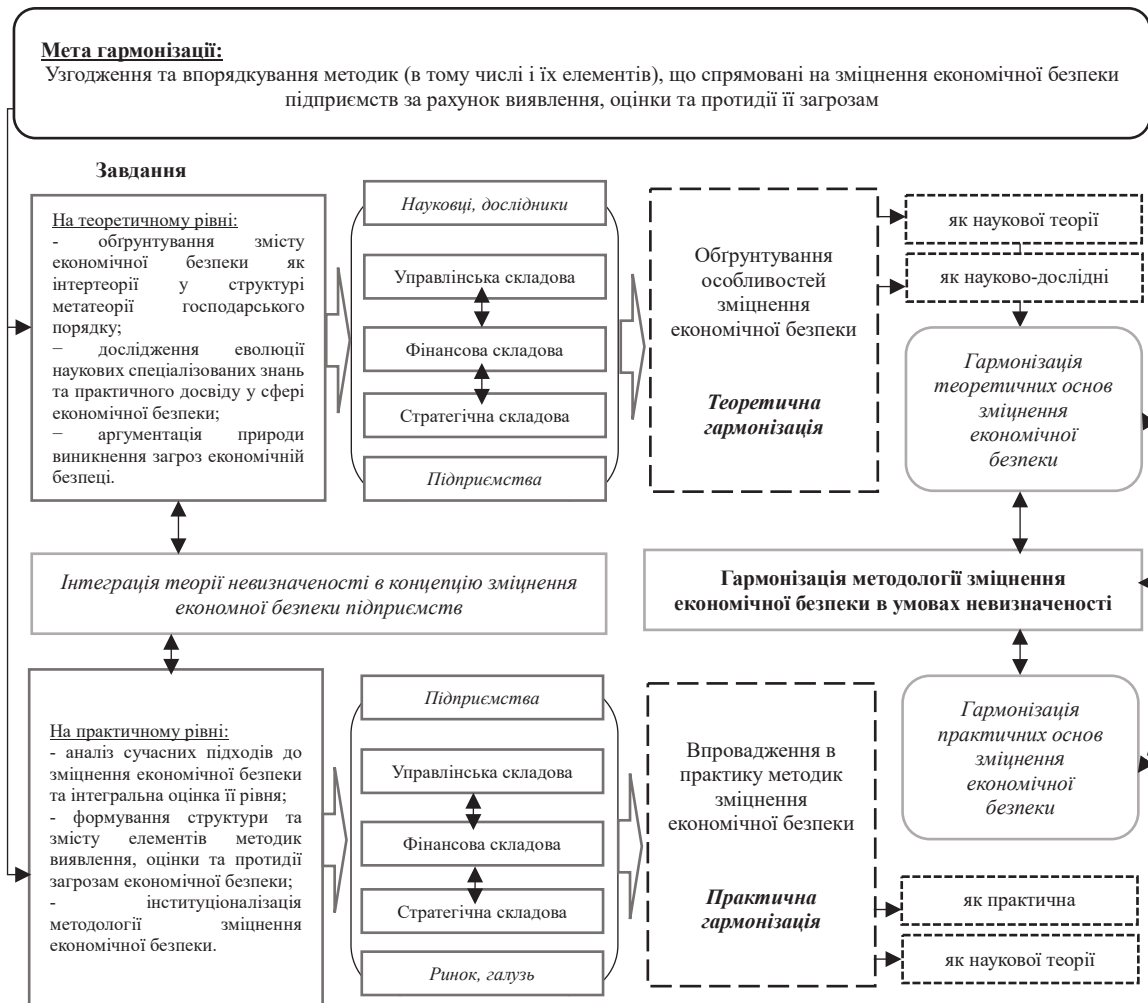 Мета гармонізації:
Узгодження та впорядкування методик (в тому числі і їх елементів), що спрямовані на зміцнення економічної безпеки
підприємств за рахунок виявлення, оцінки та протидії її загрозам
Завдання
На теоретичному рівні:
- обґрунтування змісту
економічної безпеки як
інтертеорії у структурі
метатеорії господарського
порядку;
− дослідження еволюції
наукових спеціалізованих знань
та практичного досвіду у сфері
економічної безпеки;
− аргументація природи
виникнення загроз економічній
безпеці.
Науковці, дослідники
Управлінська складова
Фінансова складова
Стратегічна складова
Підприємства
Обґрунтування
особливостей
зміцнення
економічної безпеки
Теоретична
гармонізація
як наукової теорії
як науково-дослідні
Гармонізація
теоретичних основ
зміцнення
економічної
безпеки
Інтеграція теорії невизначеності в концепцію зміцнення
економної безпеки підприємств
Гармонізація методології зміцнення
економічної безпеки в умовах невизначеності
На практичному рівні:
- аналіз сучасних підходів до
зміцнення економічної безпеки
та інтегральна оцінка її рівня;
- формування структури та
змісту елементів методик
виявлення, оцінки та протидії
загрозам економічної безпеки;
- інституціоналізація
методології зміцнення
економічної безпеки.
Підприємства
Управлінська складова
Фінансова складова
Стратегічна складова
Ринок, галузь
Впровадження в
практику методик
зміцнення
економічної безпеки
Практична
гармонізація
Гармонізація
практичних основ
зміцнення
економічної
безпеки
як практична
як наукової теорії